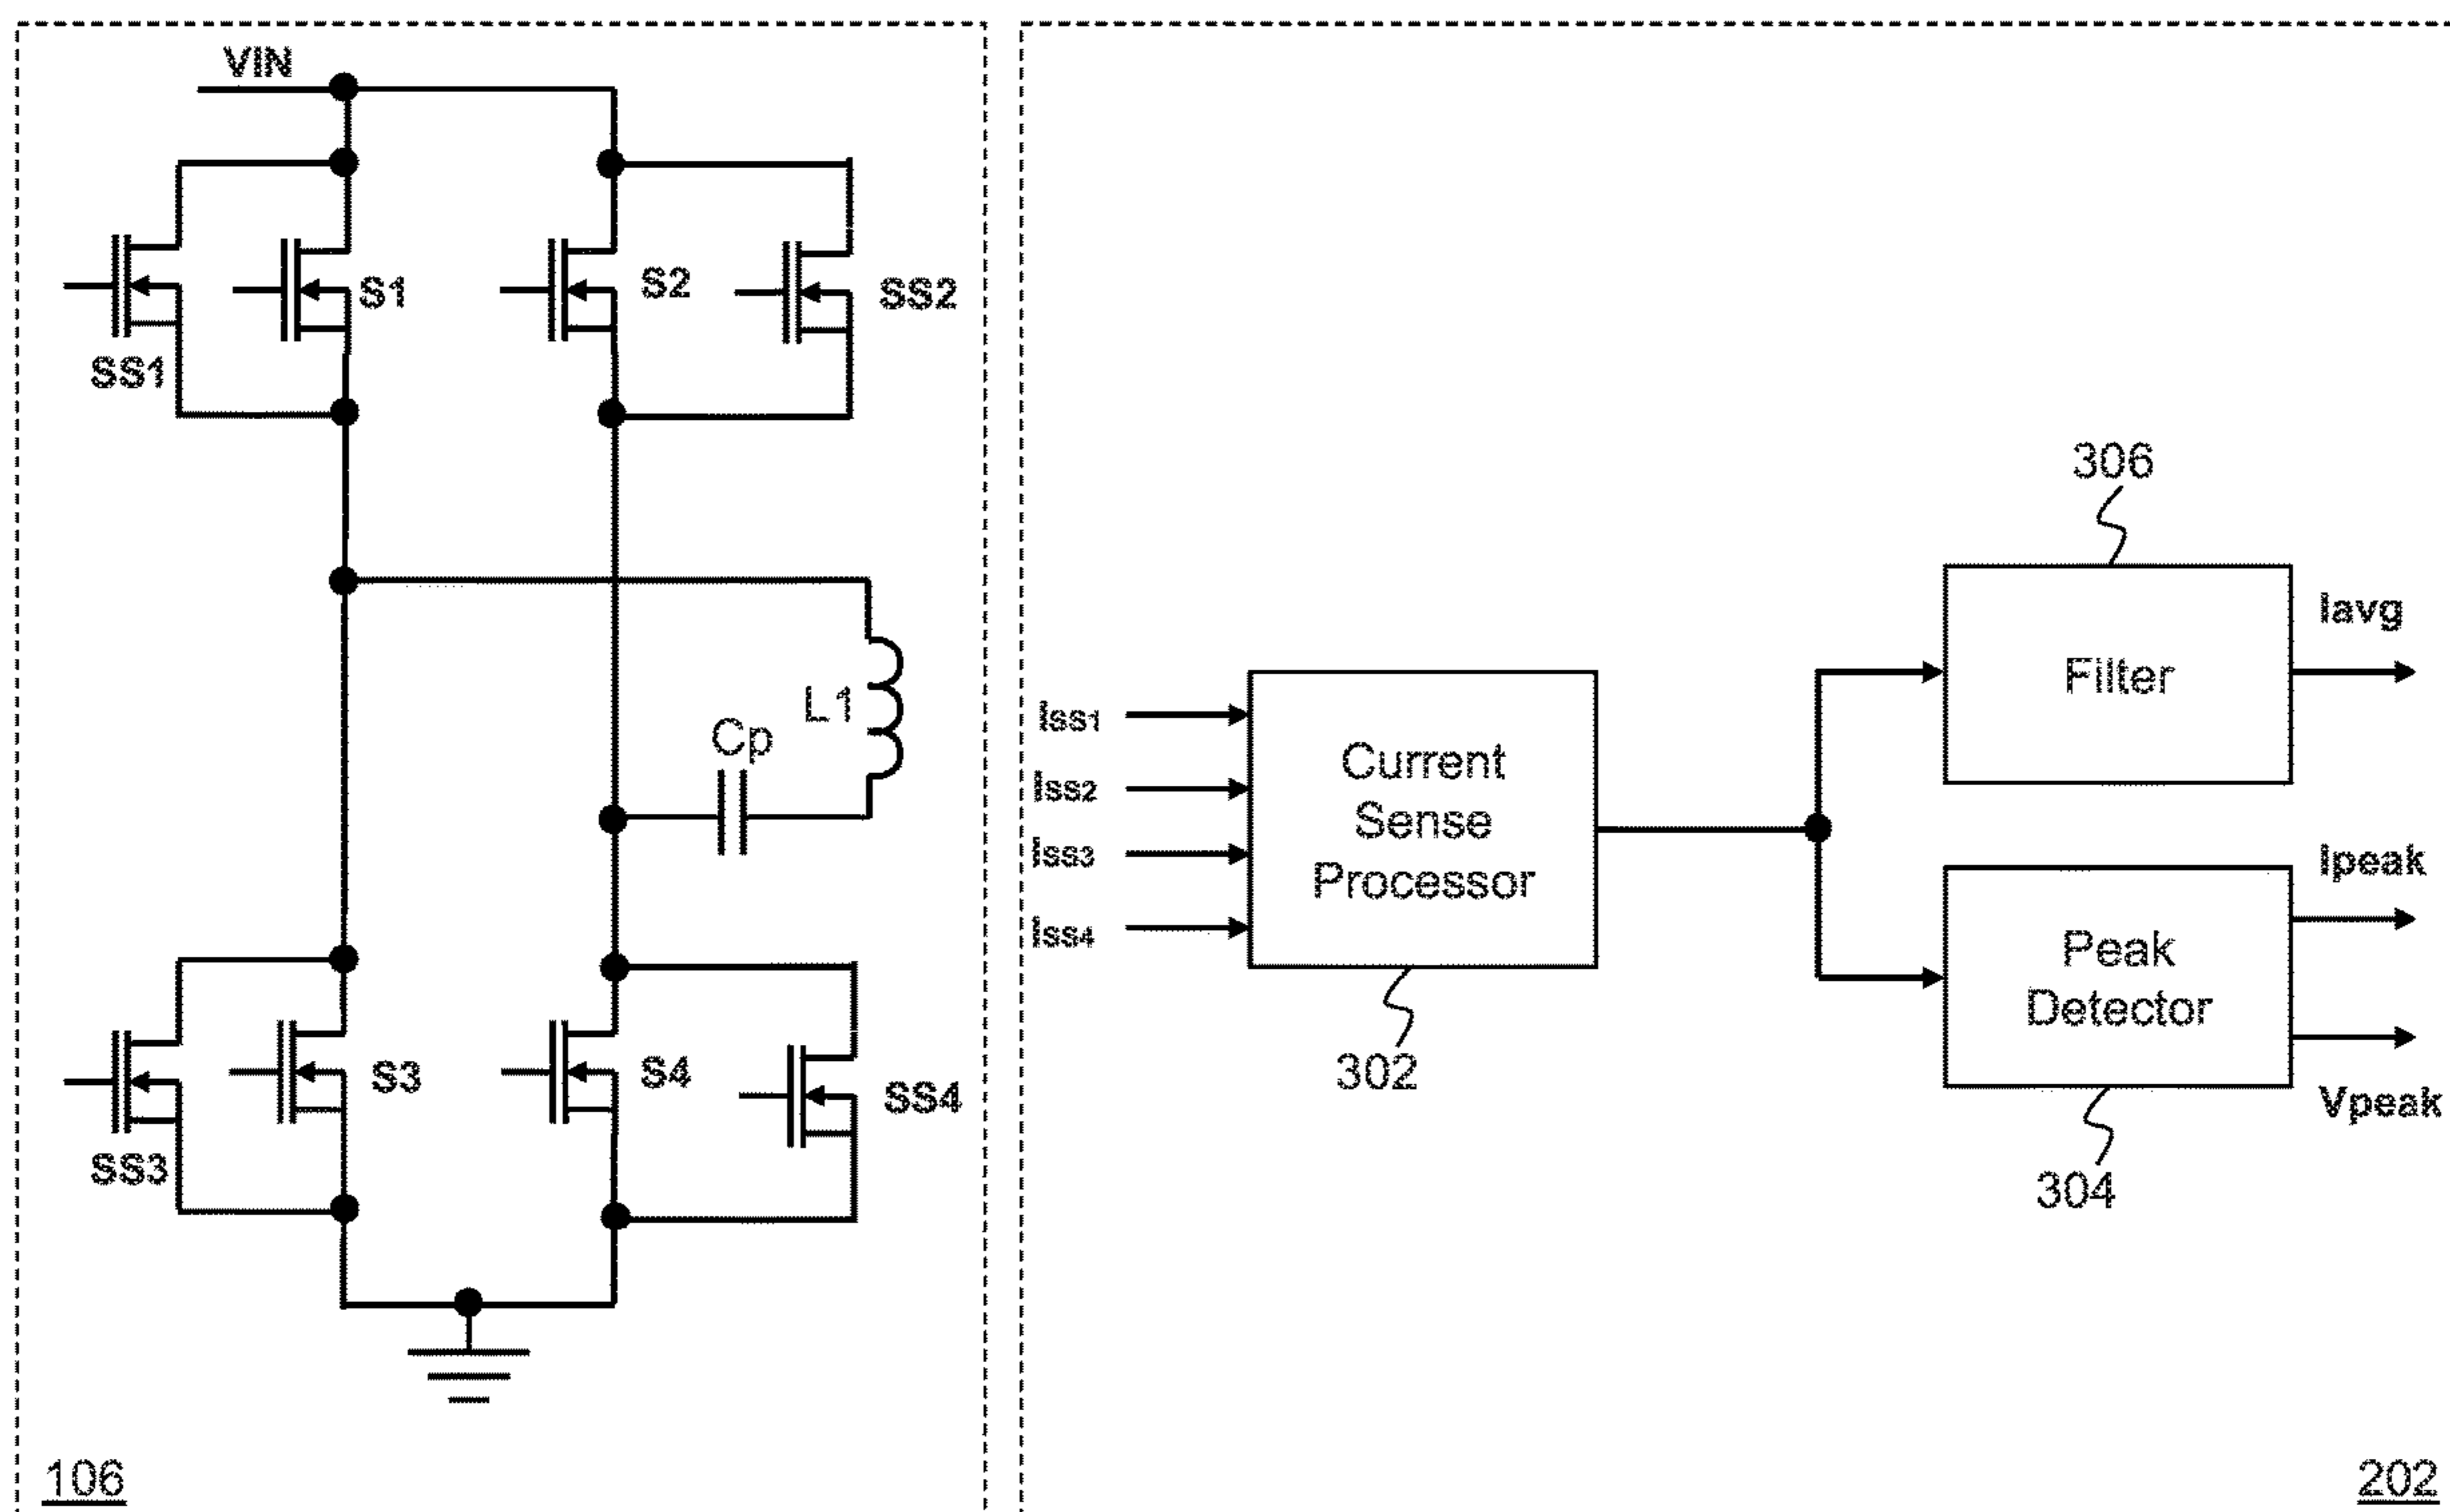 VIN
S1
S2
SS2
SS1
L1
Cp
S3
S4
SS4
SS3
106
306
Filter
Iavg
ISS1
ISS2
ISS3
ISS4
Current
Sense
Processor
302
Ipeak
Peak
Detector
Vpeak
304
202